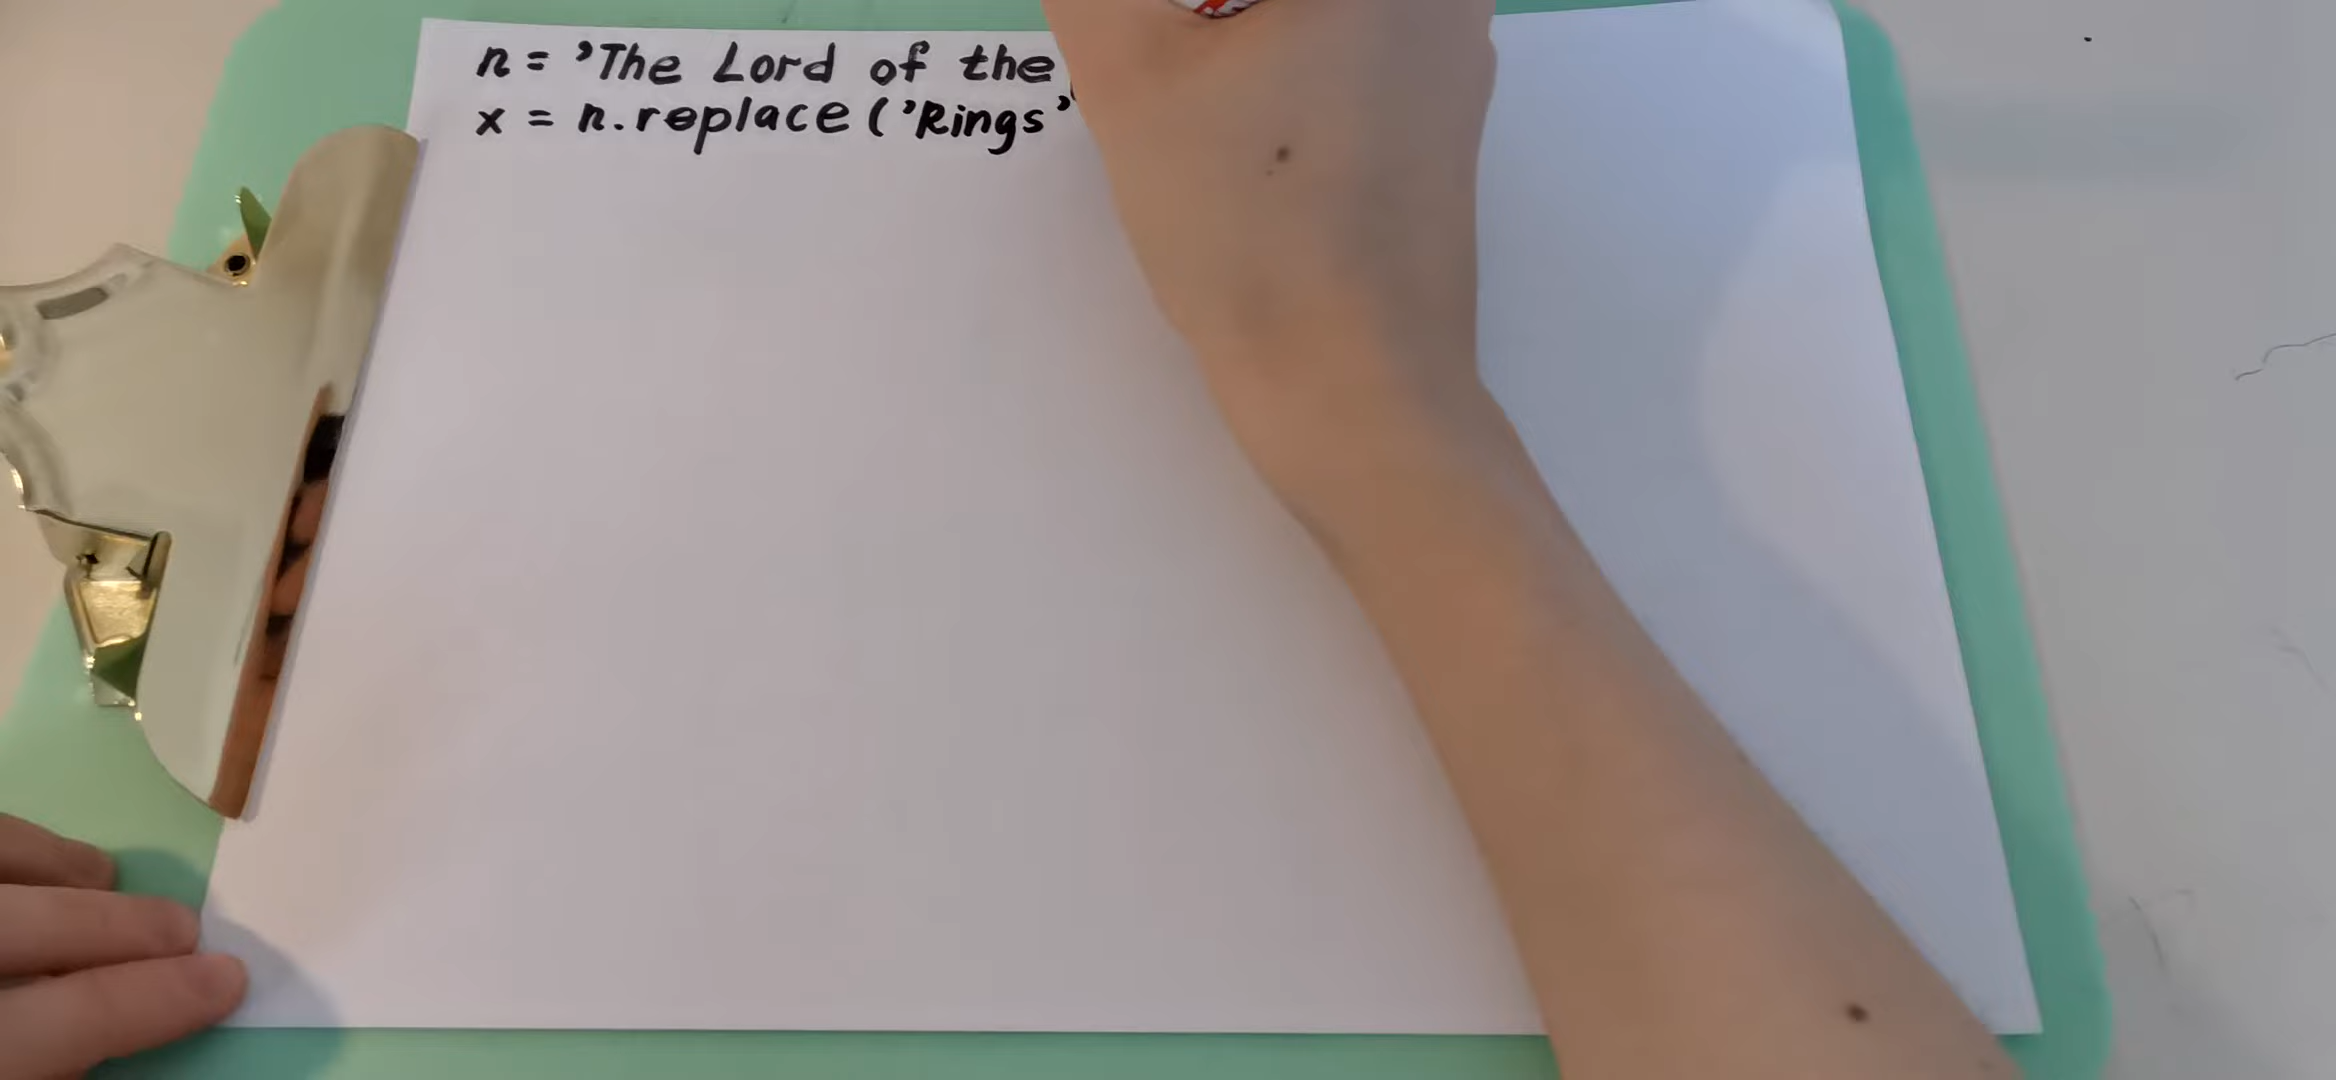 n = 'The Lord of the
x = n.replace('Rings'